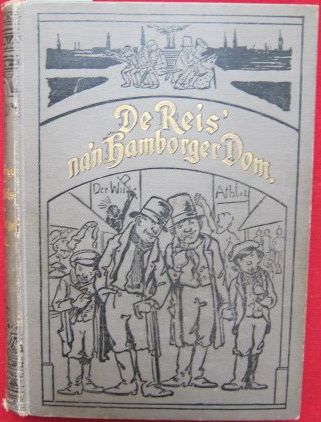 De Reis'
na'n Hamborger Dom.
Der Wi
Athlet